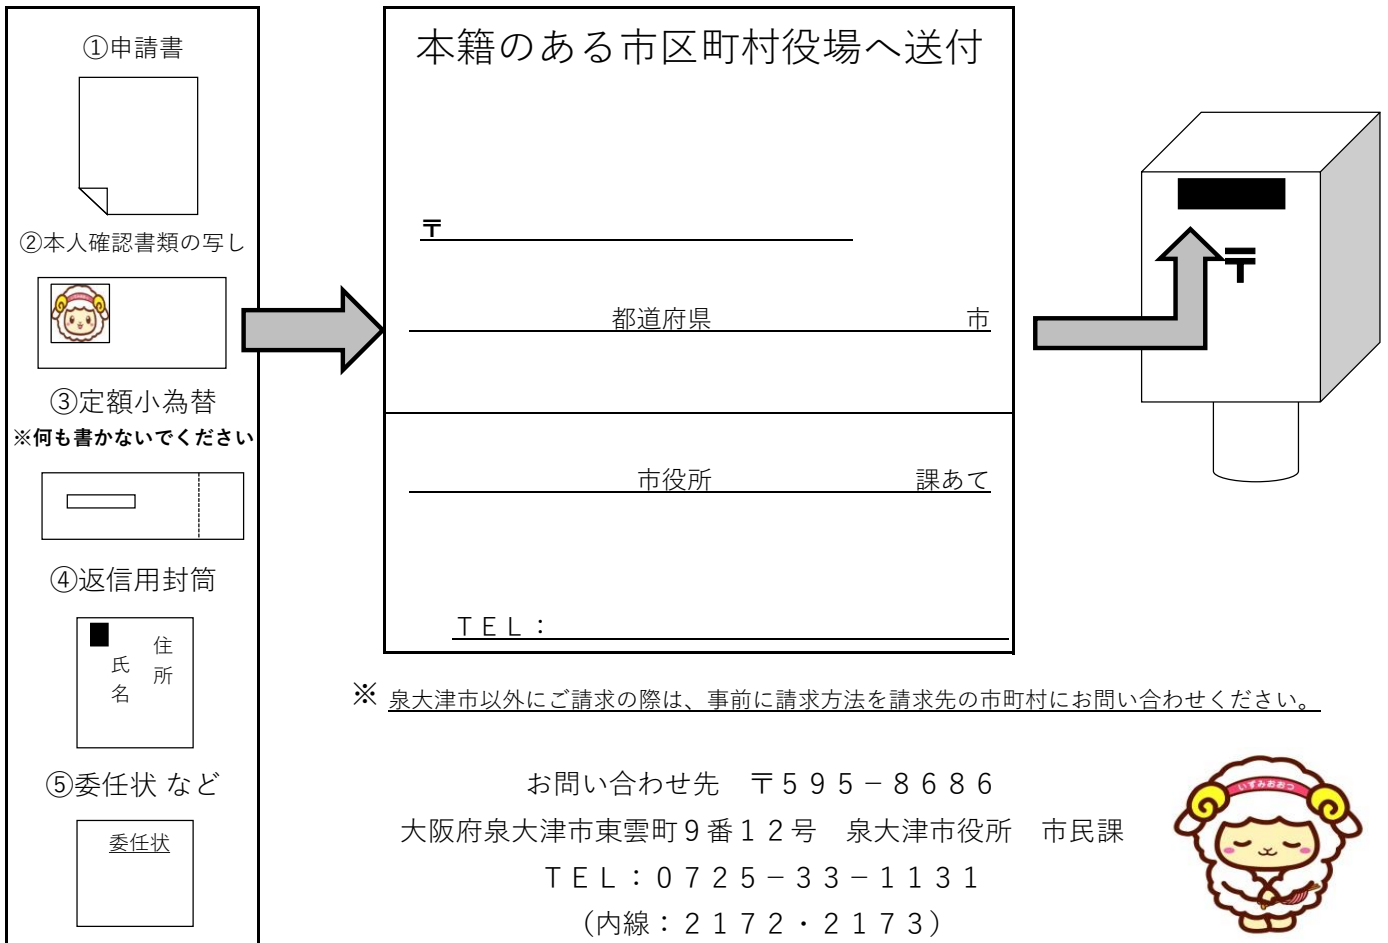 ①申請書
②本人確認書類の写し
③定額小為替
※何も書かないでください
④返信用封筒
住所
氏名
⑤委任状 など
委任状
本籍のある市区町村役場へ送付
〒
都道府県　市
市役所　課あて
ＴＥＬ：
〒
※ 泉大津市以外にご請求の際は、事前に請求方法を請求先の市町村にお問い合わせください。
お問い合わせ先　〒５９５－８６８６
大阪府泉大津市東雲町９番１２号　泉大津市役所　市民課
ＴＥＬ：０７２５－３３－１１３１
（内線：２１７２・２１７３）
いずみおおつ